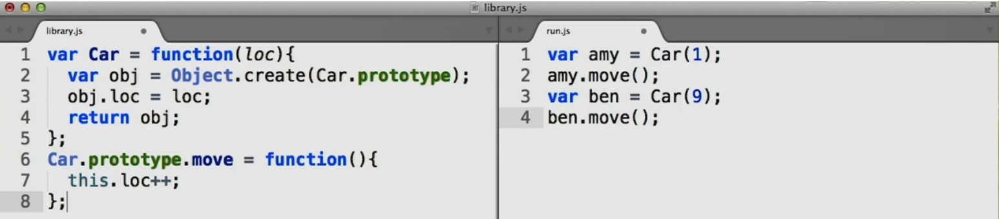 library.js
library.js
1 var Car = function(loc){
2   var obj = Object.create(Car.prototype);
3   obj.loc = loc;
4   return obj;
5 };
6 Car.prototype.move = function(){
7   this.loc++;
8 };
run.js
1 var amy = Car(1);
2 amy.move();
3 var ben = Car(9);
4 ben.move();